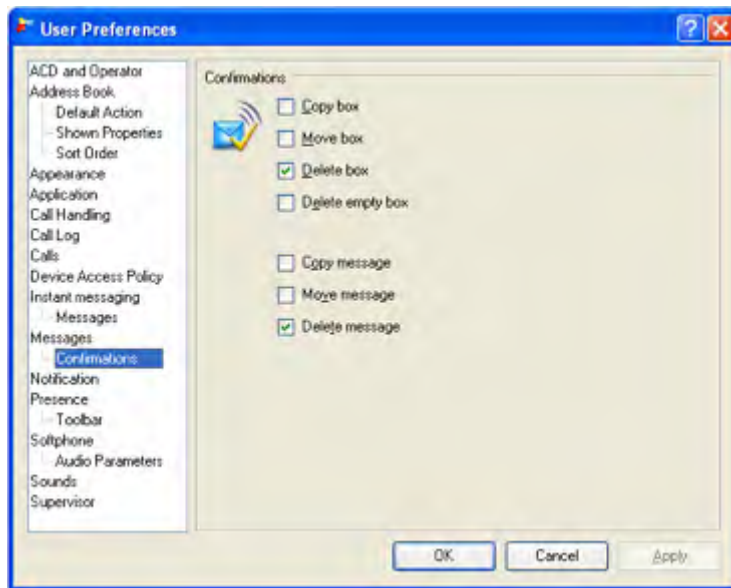 User Preferences
ACD and Operator
Address Book
Default Action
Shown Properties
Sort Order
Appearance
Application
Call Handling
Call Log
Calls
Device Access Policy
Instant messaging
Messages
Messages
Confirmations
Notification
Presence
Toolbar
Softphone
Audio Parameters
Sounds
Supervisor
Confirmations
Copy box
Move box
Delete box
Delete empty box
Copy message
Move message
Delete message
OK
Cancel
Apply